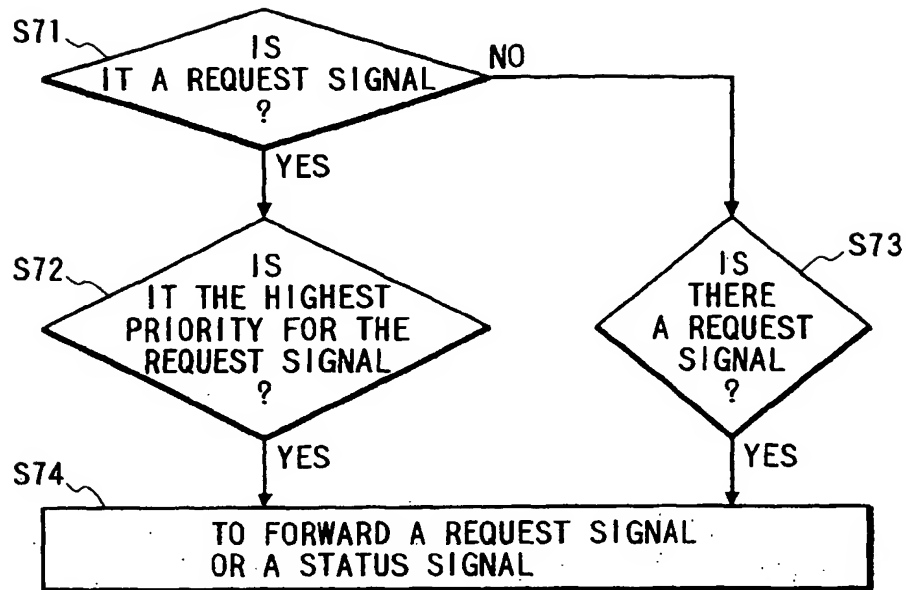 S71
IS
IT A REQUEST SIGNAL
?
NO
YES
S72
IS
IT THE HIGHEST
PRIORITY FOR THE
REQUEST SIGNAL
?
YES
S73
IS
THERE
A REQUEST
SIGNAL
?
YES
S74
TO FORWARD A REQUEST SIGNAL
OR A STATUS SIGNAL